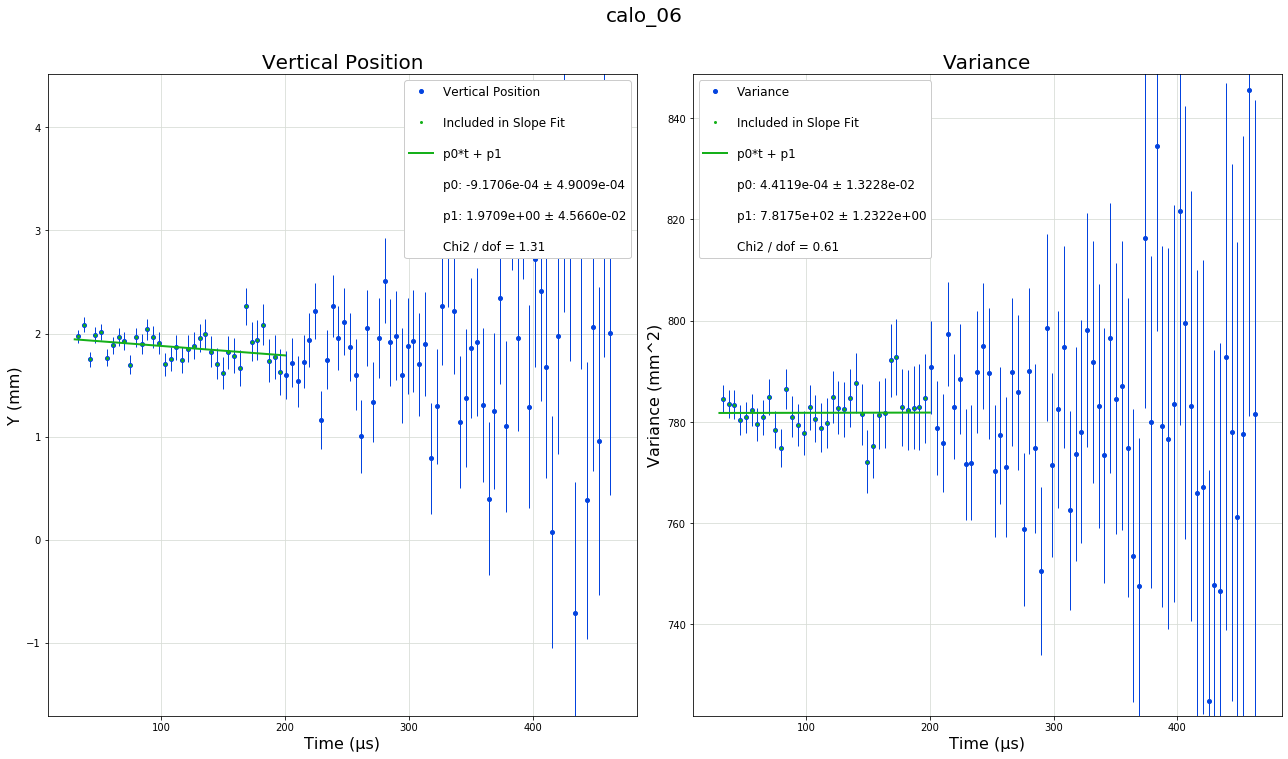 calo_06
Vertical Position
Vertical Position
Included in Slope Fit
p0*t + p1
p0: -9.1706e-04 ± 4.9009e-04
p1: 1.9709e+00 ± 4.5660e-02
Chi2 / dof = 1.31
4
3
2
1
0
−1
Y (mm)
100
200
300
400
Time (μs)
Variance
Variance
Included in Slope Fit
p0*t + p1
p0: 4.4119e-04 ± 1.3228e-02
p1: 7.8175e+02 ± 1.2322e+00
Chi2 / dof = 0.61
840
820
800
780
760
740
Variance (mm^2)
100
200
300
400
Time (μs)